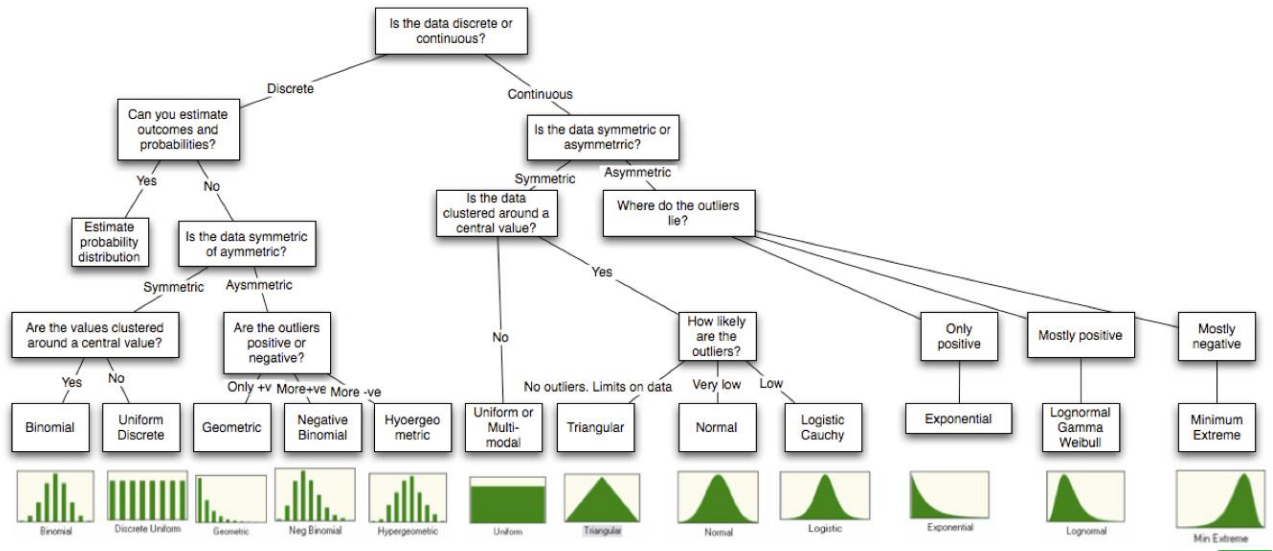 Is the data discrete or
continuous?
Discrete
Continuous
Can you estimate
outcomes and
probabilities?
Is the data symmetric or
asymmetrric?
Yes
No
Symmetric
Asymmetric
Estimate
probability
distribution
Is the data symmetric
of aymmetric?
Is the data
clustered around a
central value?
Where do the outliers
lie?
Symmetric
Aysmmetric
Yes
No
Are the values clustered
around a central value?
Are the outliers
positive or
negative?
How likely
are the
outliers?
Only
positive
Mostly positive
Mostly
negative
Yes
No
Only +v
More+ve
More -ve
No outliers. Limits on data
Very low
Low
Binomial
Uniform
Discrete
Geometric
Negative
Binomial
Hyoergeo
metric
Uniform or
Multi-
modal
Triangular
Normal
Logistic
Cauchy
Exponential
Lognormal
Gamma
Weibull
Minimum
Extreme
Binomial
Discrete Uniform
Geometric
Neg Binomial
Hypergeometric
Uniform
Triangular
Normal
Logistic
Exponential
Lognormal
Min Extreme